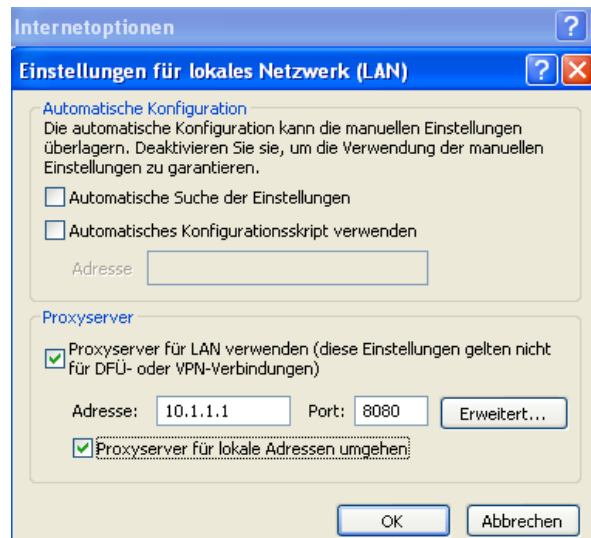 Internetoptionen
Einstellungen für lokales Netzwerk (LAN)
Automatische Konfiguration
Die automatische Konfiguration kann die manuellen Einstellungen
überlagern. Deaktivieren Sie sie, um die Verwendung der manuellen
Einstellungen zu garantieren.
Automatische Suche der Einstellungen
Automatisches Konfigurationsskript verwenden
Adresse
Proxyserver
Proxyserver für LAN verwenden (diese Einstellungen gelten nicht
für DFÜ- oder VPN-Verbindungen)
Adresse: 10.1.1.1 Port: 8080 Erweitert...
Proxyserver für lokale Adressen umgehen
OK Abbrechen